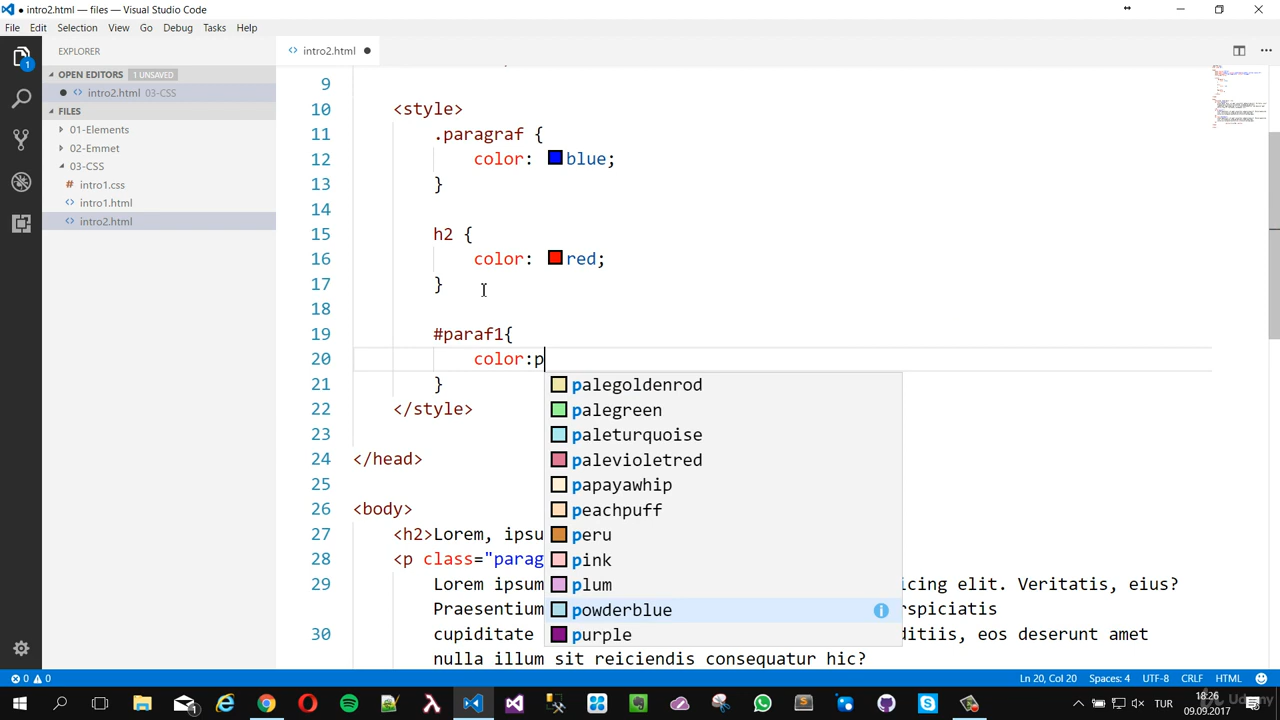 intro2.html — files — Visual Studio Code
File Edit Selection View Go Debug Tasks Help
EXPLORER
intro2.html
OPEN EDITORS 1 UNSAVED
intro2.html 03-CSS
FILES
01-Elements
02-Emmet
03-CSS
intro1.css
intro1.html
intro2.html
1
9
10 <style>
11 .paragraf {
12 color: blue;
13 }
14
15 h2 {
16 color: red;
17 }
18
19 #paraf1{
20 color:p
21 }
22 </style>
23
24 </head>
25
26 <body>
27 <h2>Lorem, ipsu
28 <p class="parag
29 Lorem ipsum cing elit. Veritatis, eius?
Praesentium rspiciatis
30 cupiditate ditiis, eos deserunt amet
nulla illum sit reiciendis consequatur hic?
palegoldenrod
palegreen
paleturquoise
palevioletred
papayawhip
peachpuff
peru
pink
plum
powderblue
purple
0 0 Ln 20, Col 20 UTF-8 CRLF HTML
TUR
18:26
09.09.2017
Udemy